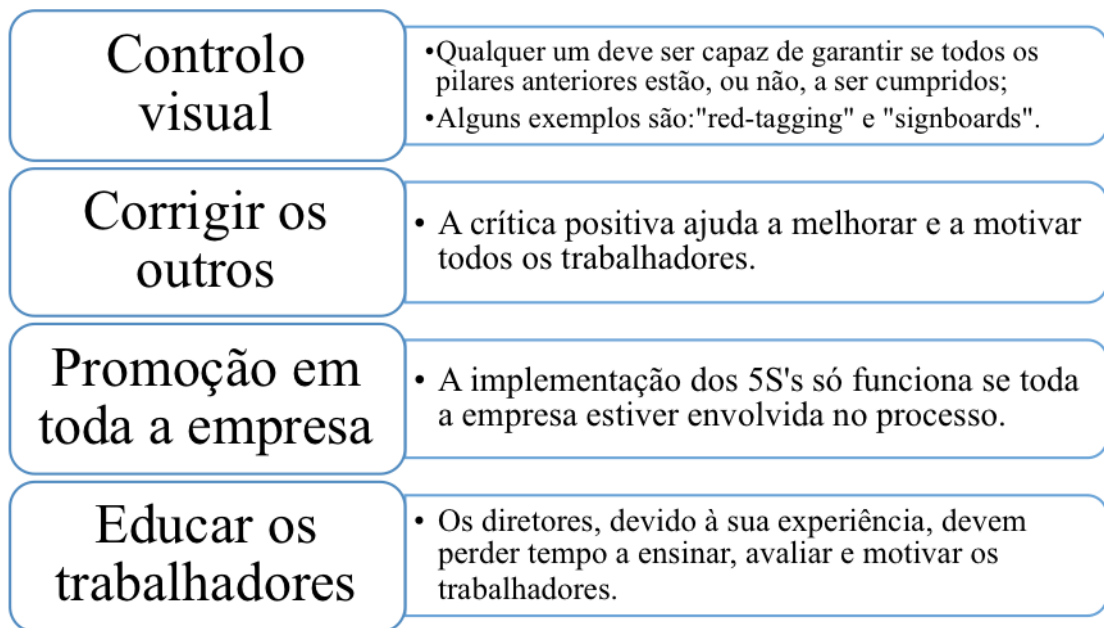 Controlo
visual
•Qualquer um deve ser capaz de garantir se todos os
pilares anteriores estão, ou não, a ser cumpridos;
•Alguns exemplos são:"red-tagging" e "signboards".
Corrigir os
outros
• A crítica positiva ajuda a melhorar e a motivar
todos os trabalhadores.
Promoção em
toda a empresa
• A implementação dos 5S's só funciona se toda
a empresa estiver envolvida no processo.
Educar os
trabalhadores
• Os diretores, devido à sua experiência, devem
perder tempo a ensinar, avaliar e motivar os
trabalhadores.